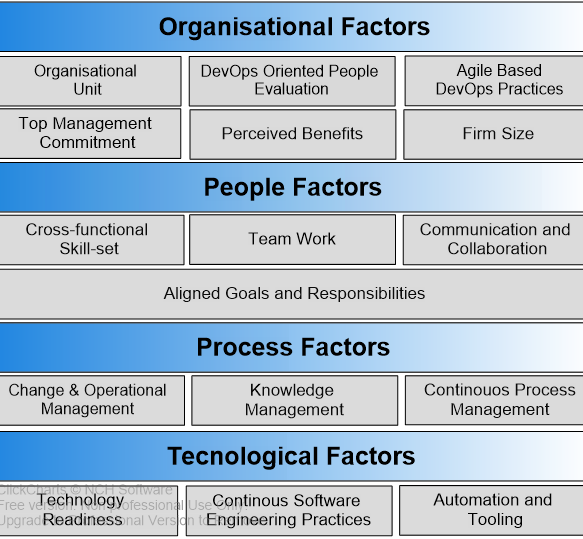 Organisational Factors
Organisational
Unit
DevOps Oriented People
Evaluation
Agile Based
DevOps Practices
Top Management
Commitment
Perceived Benefits
Firm Size
People Factors
Cross-functional
Skill-set
Team Work
Communication and
Collaboration
Aligned Goals and Responsibilities
Process Factors
Change & Operational
Management
Knowledge
Management
Continouos Process
Management
Tecnological Factors
ClickCharts © NCH Software
Free version. Non-professional Use Only.
Technology
Readiness
Continous Software
Engineering Practices
Automation and
Tooling